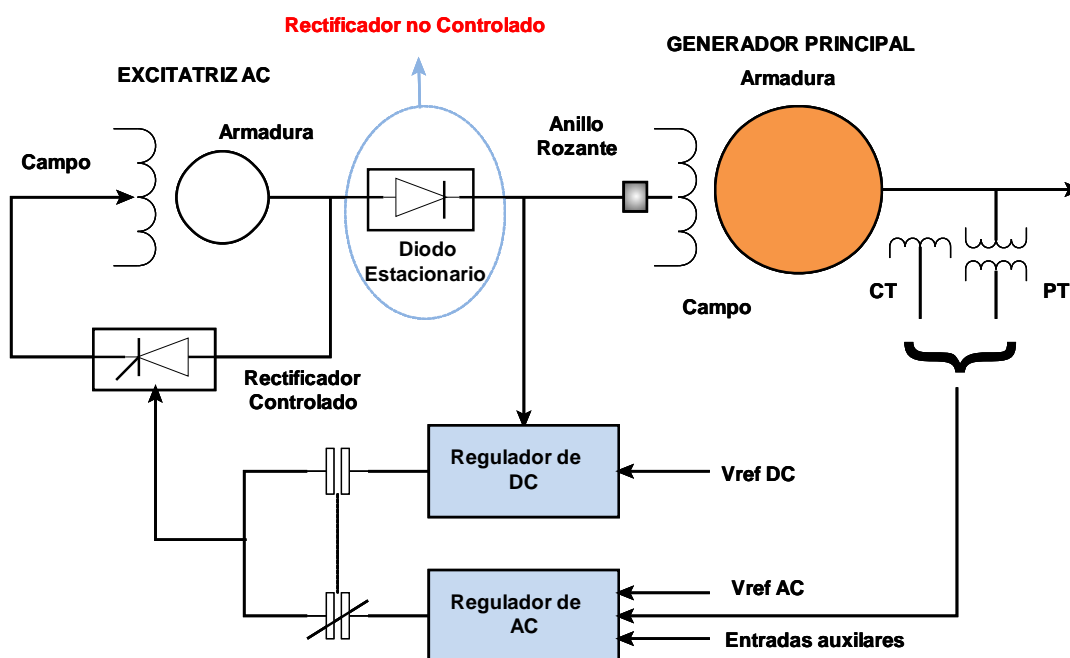 Rectificador no Controlado
GENERADOR PRINCIPAL
EXCITATRIZ AC
Armadura
Armadura
Anillo
Rozante
Campo
Diodo
Estacionario
CT
PT
Campo
Rectificador
Controlado
Regulador de
DC
Vref DC
Regulador de
AC
Vref AC
Entradas auxilares